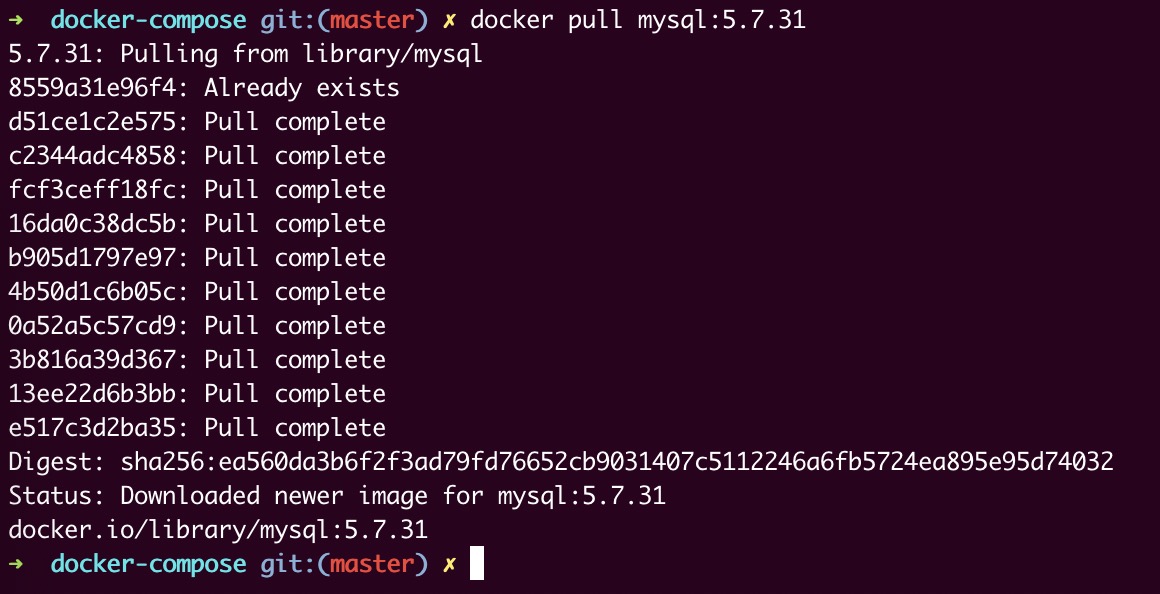 ➜  docker-compose git:(master) ✗ docker pull mysql:5.7.31
5.7.31: Pulling from library/mysql
8559a31e96f4: Already exists
d51ce1c2e575: Pull complete
c2344adc4858: Pull complete
fcf3ceff18fc: Pull complete
16da0c38dc5b: Pull complete
b905d1797e97: Pull complete
4b50d1c6b05c: Pull complete
0a52a5c57cd9: Pull complete
3b816a39d367: Pull complete
13ee22d6b3bb: Pull complete
e517c3d2ba35: Pull complete
Digest: sha256:ea560da3b6f2f3ad79fd76652cb9031407c5112246a6fb5724ea895e95d74032
Status: Downloaded newer image for mysql:5.7.31
docker.io/library/mysql:5.7.31
➜  docker-compose git:(master) ✗